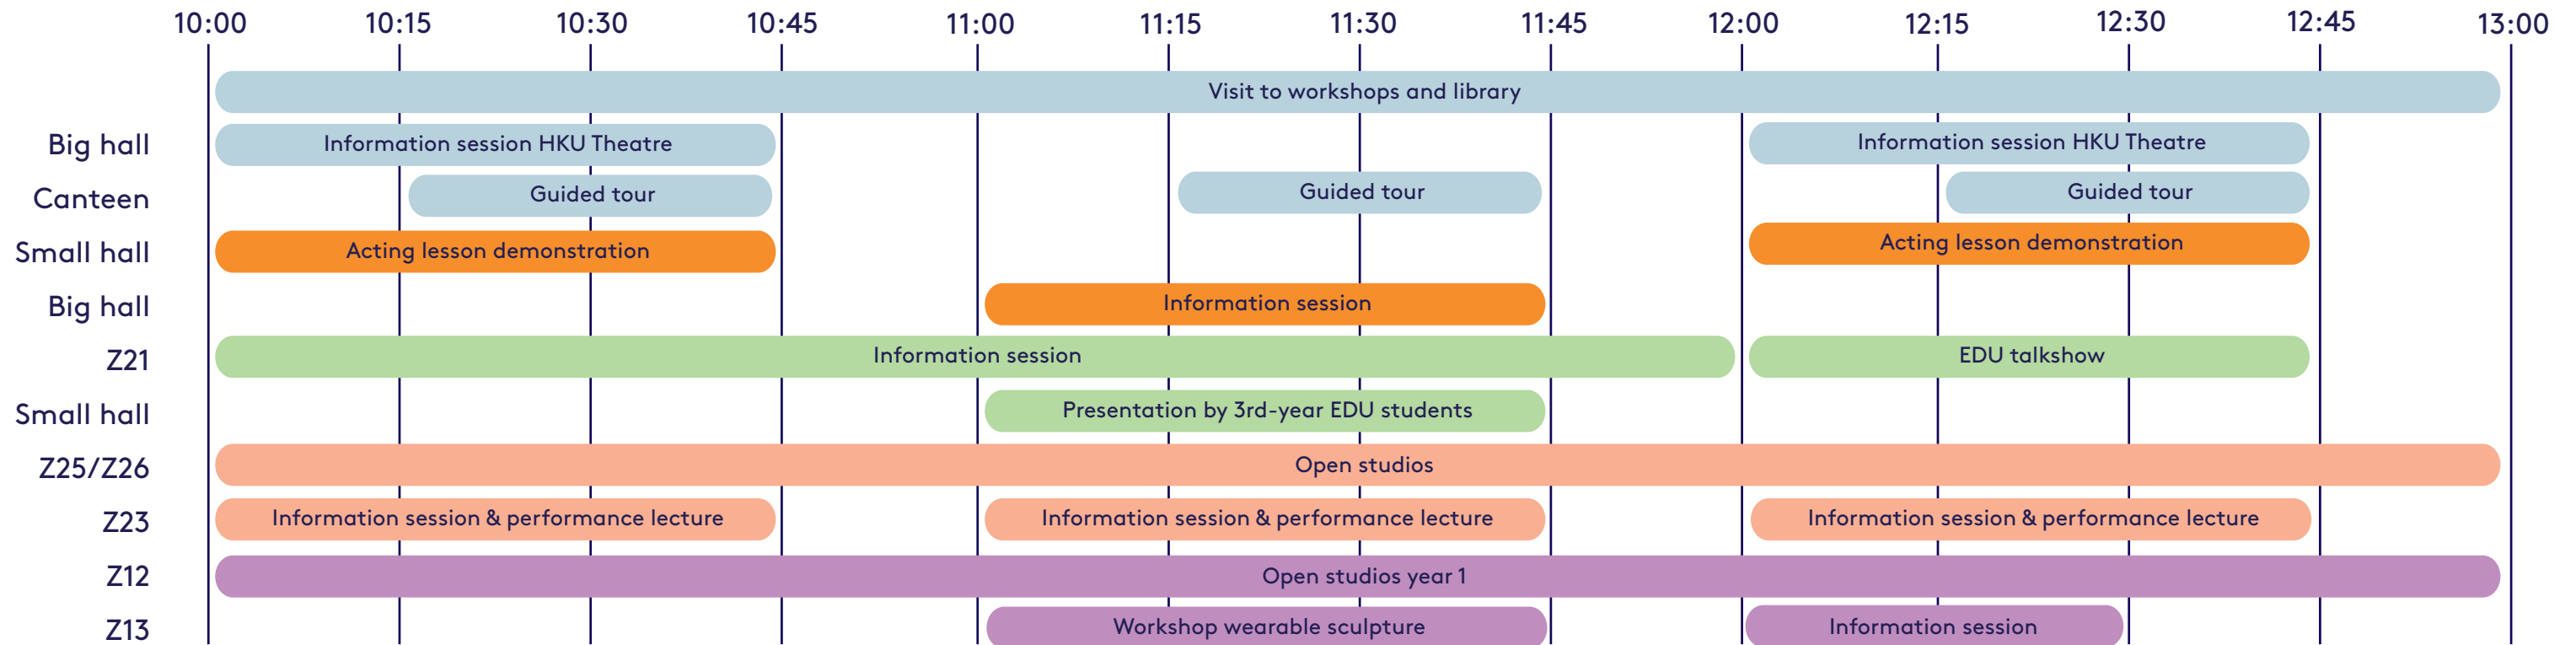 10:00 10:15 10:30 10:45 11:00 11:15 11:30 11:45 12:00 12:15 12:30 12:45 13:00
Visit to workshops and library
Big hall Information session HKU Theatre Information session HKU Theatre
Canteen Guided tour Guided tour Guided tour
Small hall Acting lesson demonstration Acting lesson demonstration
Big hall Information session
Z21 Information session EDU talkshow
Small hall Presentation by 3rd-year EDU students
Z25/Z26 Open studios
Z23 Information session & performance lecture Information session & performance lecture Information session & performance lecture
Z12 Open studios year 1
Z13 Workshop wearable sculpture Information session